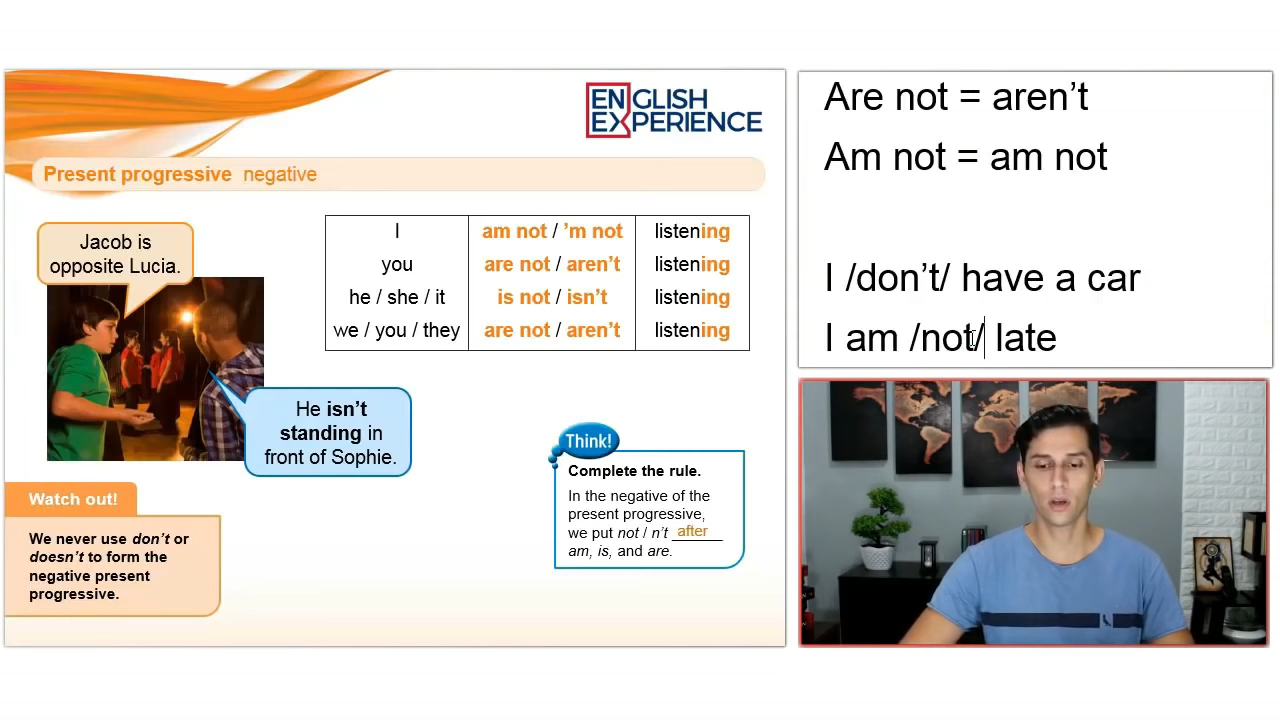 ENGLISH
EXPERIENCE
Present progressive negative
Jacob is
opposite Lucia.
I am not / 'm not listening
you are not / aren't listening
he / she / it is not / isn't listening
we / you / they are not / aren't listening
He isn't
standing in
front of Sophie.
Think!
Complete the rule.
In the negative of the
present progressive,
we put not / n't after
am, is, and are.
Watch out!
We never use don't or
doesn't to form the
negative present
progressive.
Are not = aren't
Am not = am not
I /don't/ have a car
I am /not/ late